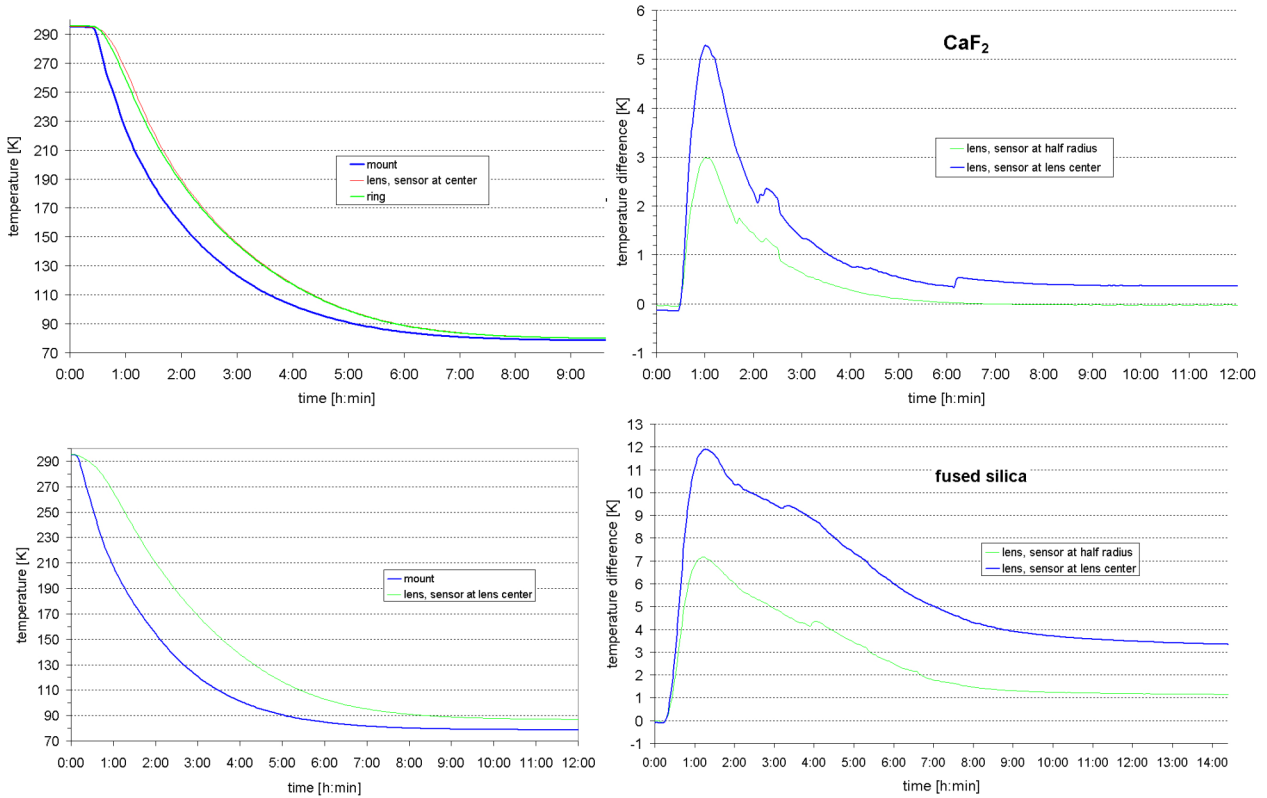 290
270
250
230
210
190
170
150
130
110
90
70
temperature [K]
mount
lens, sensor at center
ring
0:00 1:00 2:00 3:00 4:00 5:00 6:00 7:00 8:00 9:00
time [h:min]
6
5
4
3
2
1
0
-1
temperature difference [K]
CaF₂
lens, sensor at half radius
lens, sensor at lens center
0:00 1:00 2:00 3:00 4:00 5:00 6:00 7:00 8:00 9:00 10:00 11:00 12:00
time [h:min]
290
270
250
230
210
190
170
150
130
110
90
70
temperature [K]
mount
lens, sensor at lens center
0:00 1:00 2:00 3:00 4:00 5:00 6:00 7:00 8:00 9:00 10:00 11:00 12:00
time [h:min]
13
12
11
10
9
8
7
6
5
4
3
2
1
0
-1
temperature difference [K]
fused silica
lens, sensor at half radius
lens, sensor at lens center
0:00 1:00 2:00 3:00 4:00 5:00 6:00 7:00 8:00 9:00 10:00 11:00 12:00 13:00 14:00
time [h:min]